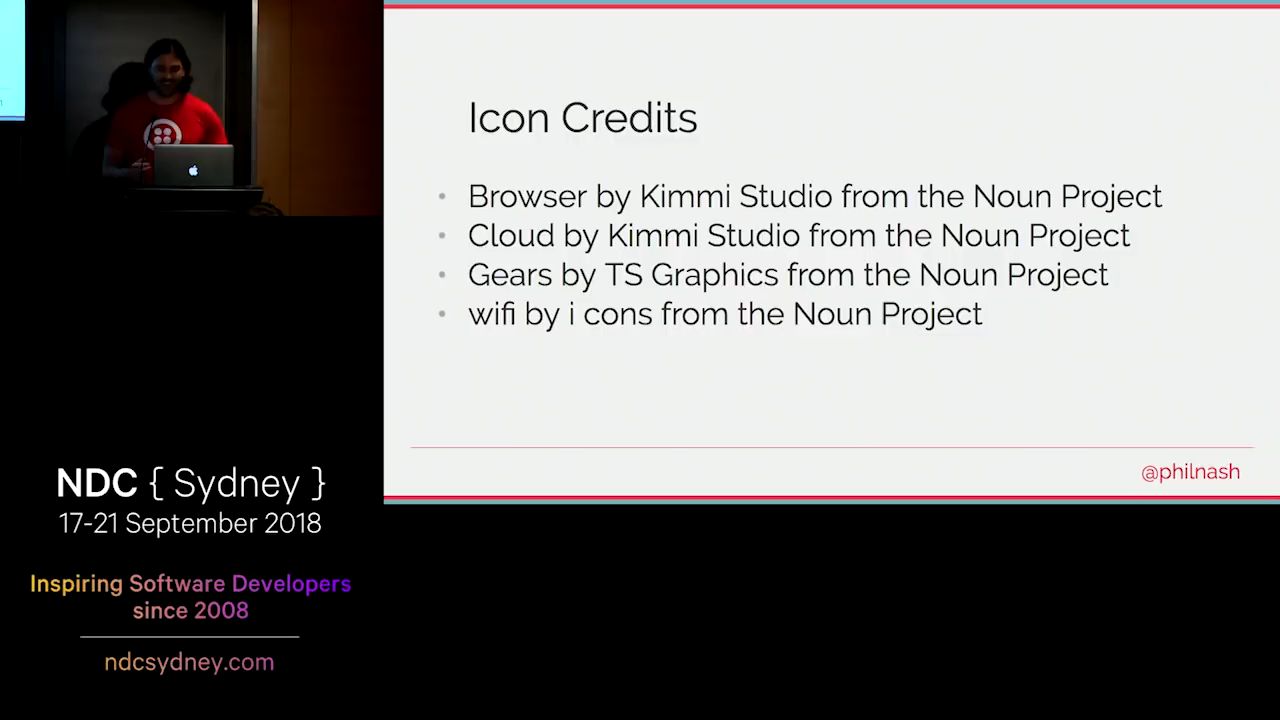 Icon Credits
• Browser by Kimmi Studio from the Noun Project
• Cloud by Kimmi Studio from the Noun Project
• Gears by TS Graphics from the Noun Project
• wifi by i cons from the Noun Project
@philnash
NDC { Sydney }
17-21 September 2018
Inspiring Software Developers
since 2008
ndcsydney.com